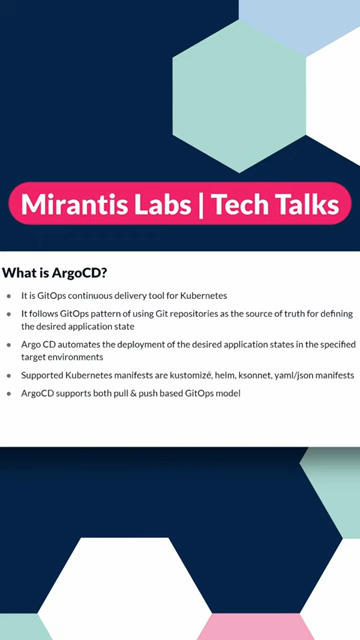 Mirantis Labs | Tech Talks
What is ArgoCD?
• It is GitOps continuous delivery tool for Kubernetes
• It follows GitOps pattern of using Git repositories as the source of truth for defining
the desired application state
• Argo CD automates the deployment of the desired application states in the specified
target environments
• Supported Kubernetes manifests are kustomize, helm, ksonnet, yaml/json manifests
• ArgoCD supports both pull & push based GitOps model